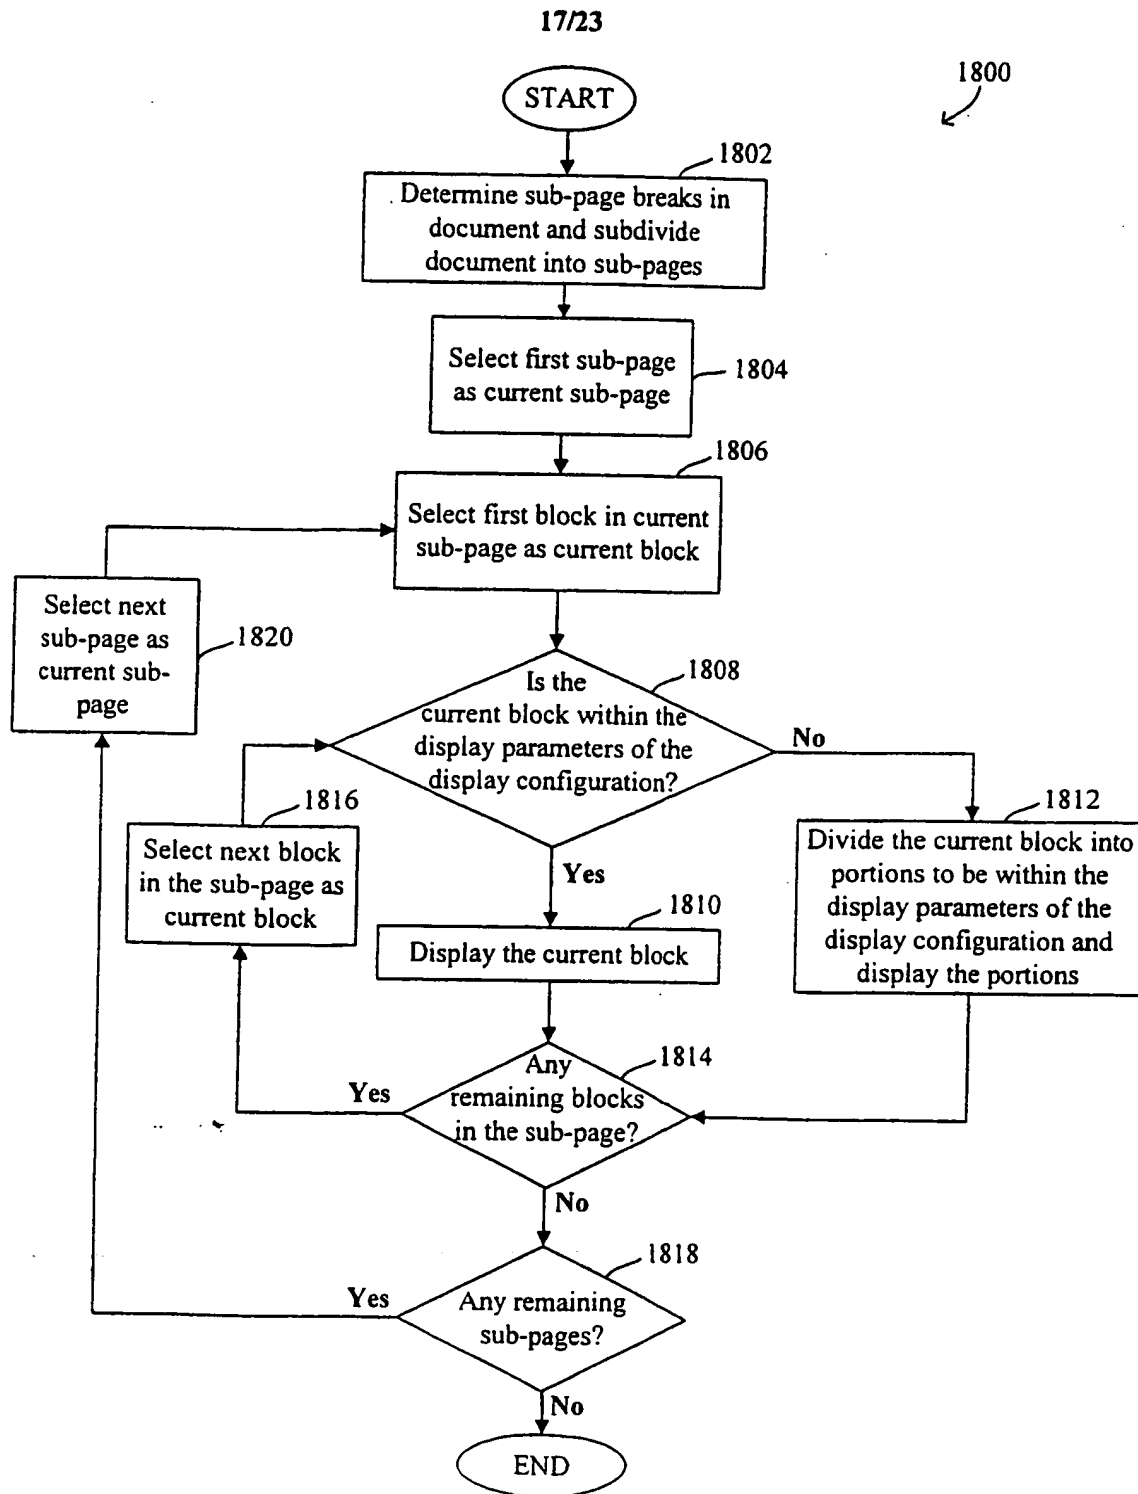 17/23
1800
START
1802
Determine sub-page breaks in
document and subdivide
document into sub-pages
Select first sub-page
as current sub-page
1804
1806
Select first block in current
sub-page as current block
Select next
sub-page as
current sub-
page
1820
1808
Is the
current block within the
display parameters of the
display configuration?
No
1816
Select next block
in the sub-page as
current block
1812
Divide the current block into
portions to be within the
display parameters of the
display configuration and
display the portions
Yes
1810
Display the current block
1814
Any
remaining blocks
in the sub-page?
Yes
No
1818
Any remaining
sub-pages?
Yes
No
END